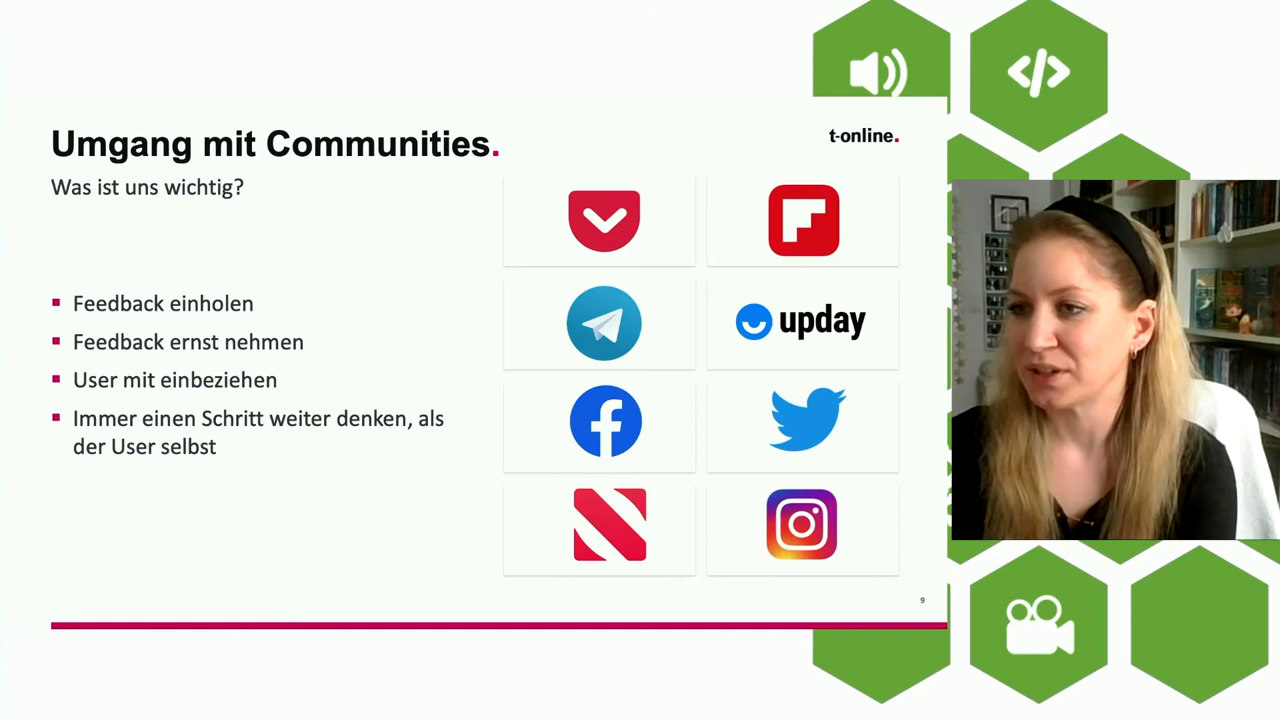 Umgang mit Communities.
t-online.
Was ist uns wichtig?
Feedback einholen
Feedback ernst nehmen
User mit einbeziehen
Immer einen Schritt weiter denken, als
der User selbst
upday
9